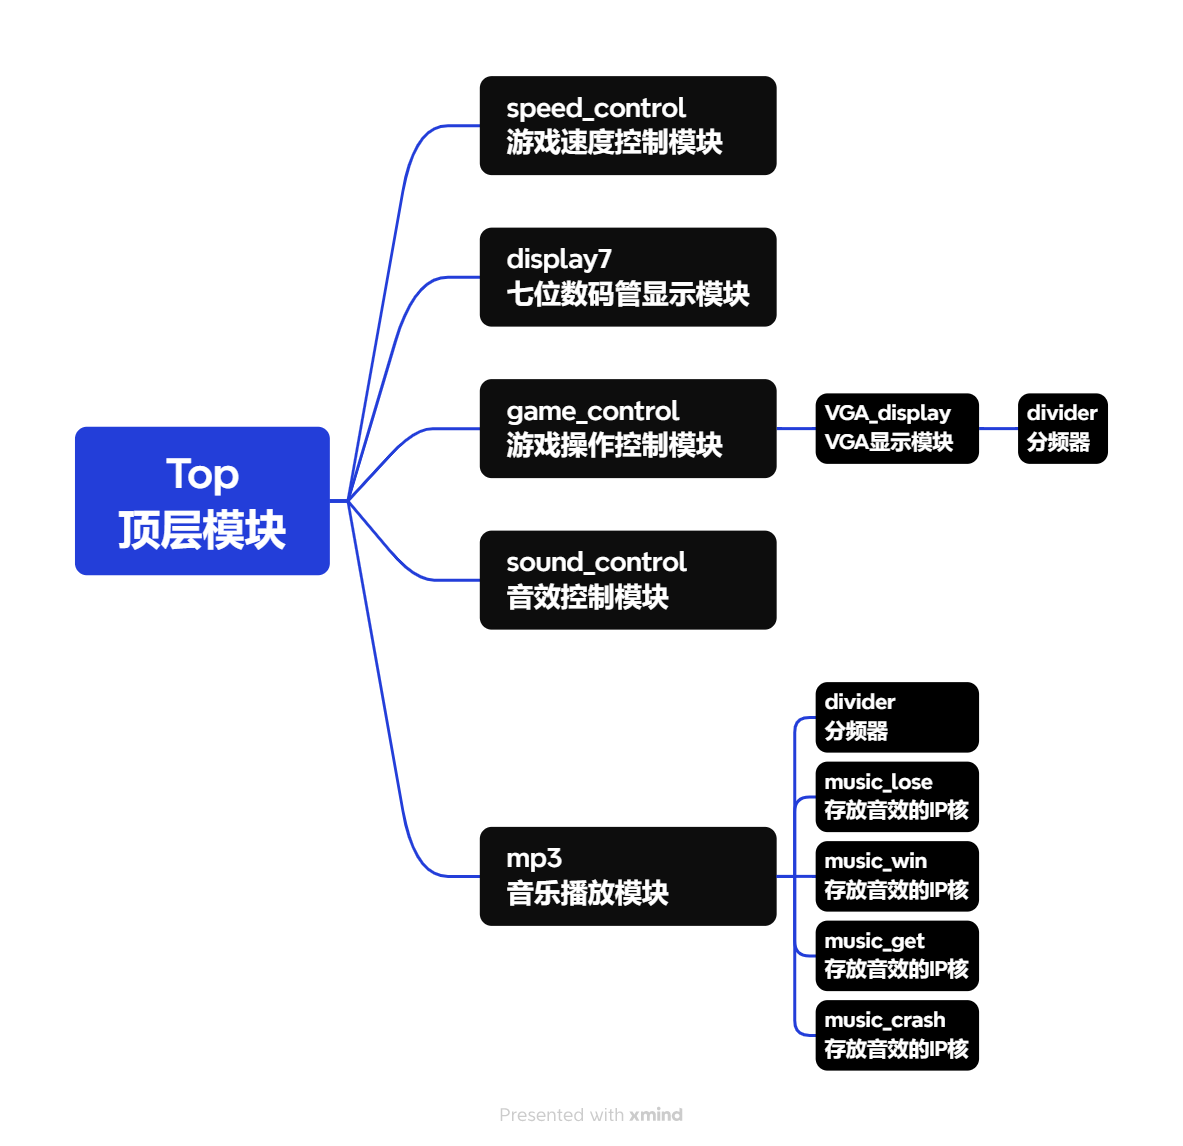 Top
顶层模块
speed_control
游戏速度控制模块
display7
七位数码管显示模块
game_control
游戏操作控制模块
VGA_display
VGA显示模块
divider
分频器
sound_control
音效控制模块
mp3
音乐播放模块
divider
分频器
music_lose
存放音效的IP核
music_win
存放音效的IP核
music_get
存放音效的IP核
music_crash
存放音效的IP核
Presented with xmind